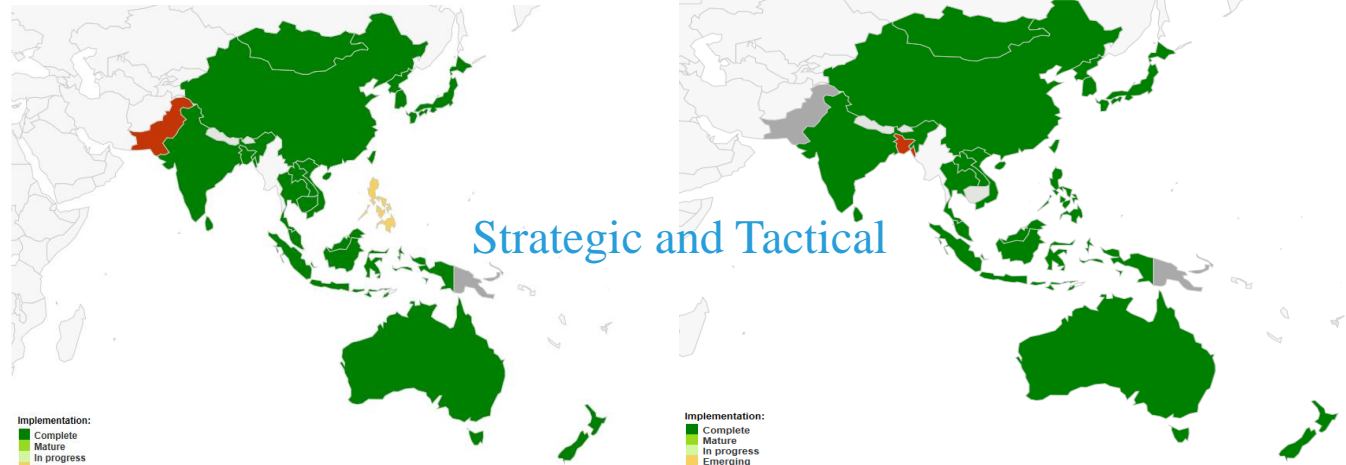 Strategic and Tactical
Implementation:
Complete
Mature
In progress
Implementation:
Complete
Mature
In progress
Emerging